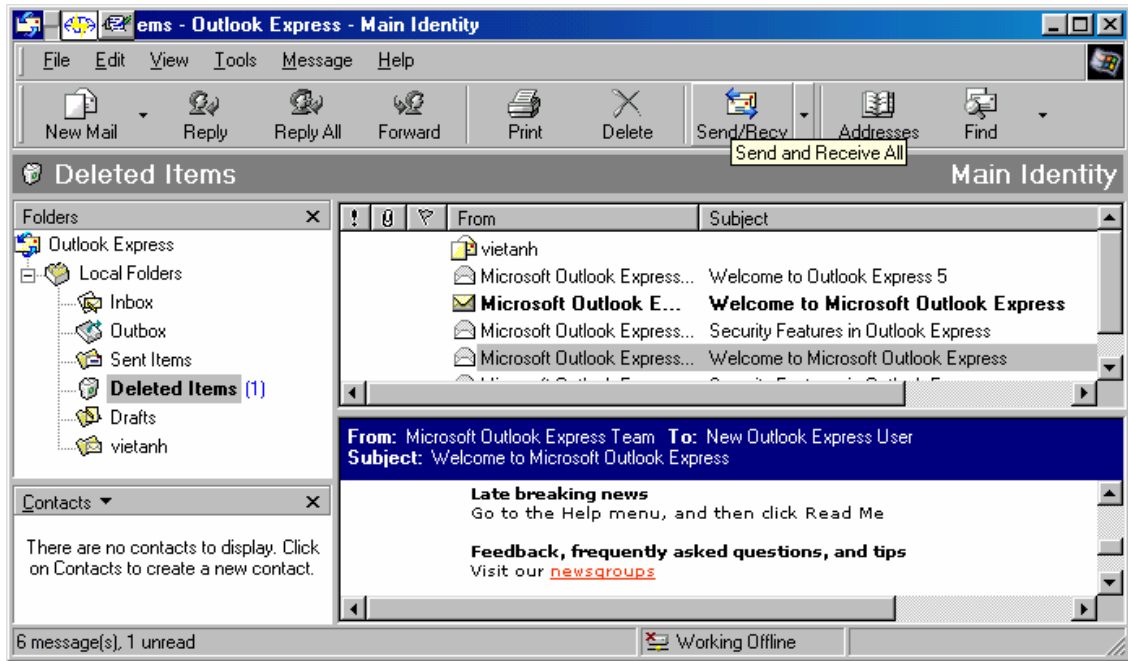 ems - Outlook Express - Main Identity
File Edit View Tools Message Help
New Mail Reply Reply All Forward Print Delete Send/Recv Addresses Find
Send and Receive All
Deleted Items Main Identity
Folders
Outlook Express
Local Folders
Inbox
Outbox
Sent Items
Deleted Items (1)
Drafts
vietanh
Contacts
There are no contacts to display. Click
on Contacts to create a new contact.
! From Subject
vietanh
Microsoft Outlook Express... Welcome to Outlook Express 5
Microsoft Outlook E... Welcome to Microsoft Outlook Express
Microsoft Outlook Express... Security Features in Outlook Express
Microsoft Outlook Express... Welcome to Microsoft Outlook Express
From: Microsoft Outlook Express Team To: New Outlook Express User
Subject: Welcome to Microsoft Outlook Express
Late breaking news
Go to the Help menu, and then click Read Me
Feedback, frequently asked questions, and tips
Visit our newsgroups
6 message(s), 1 unread Working Offline